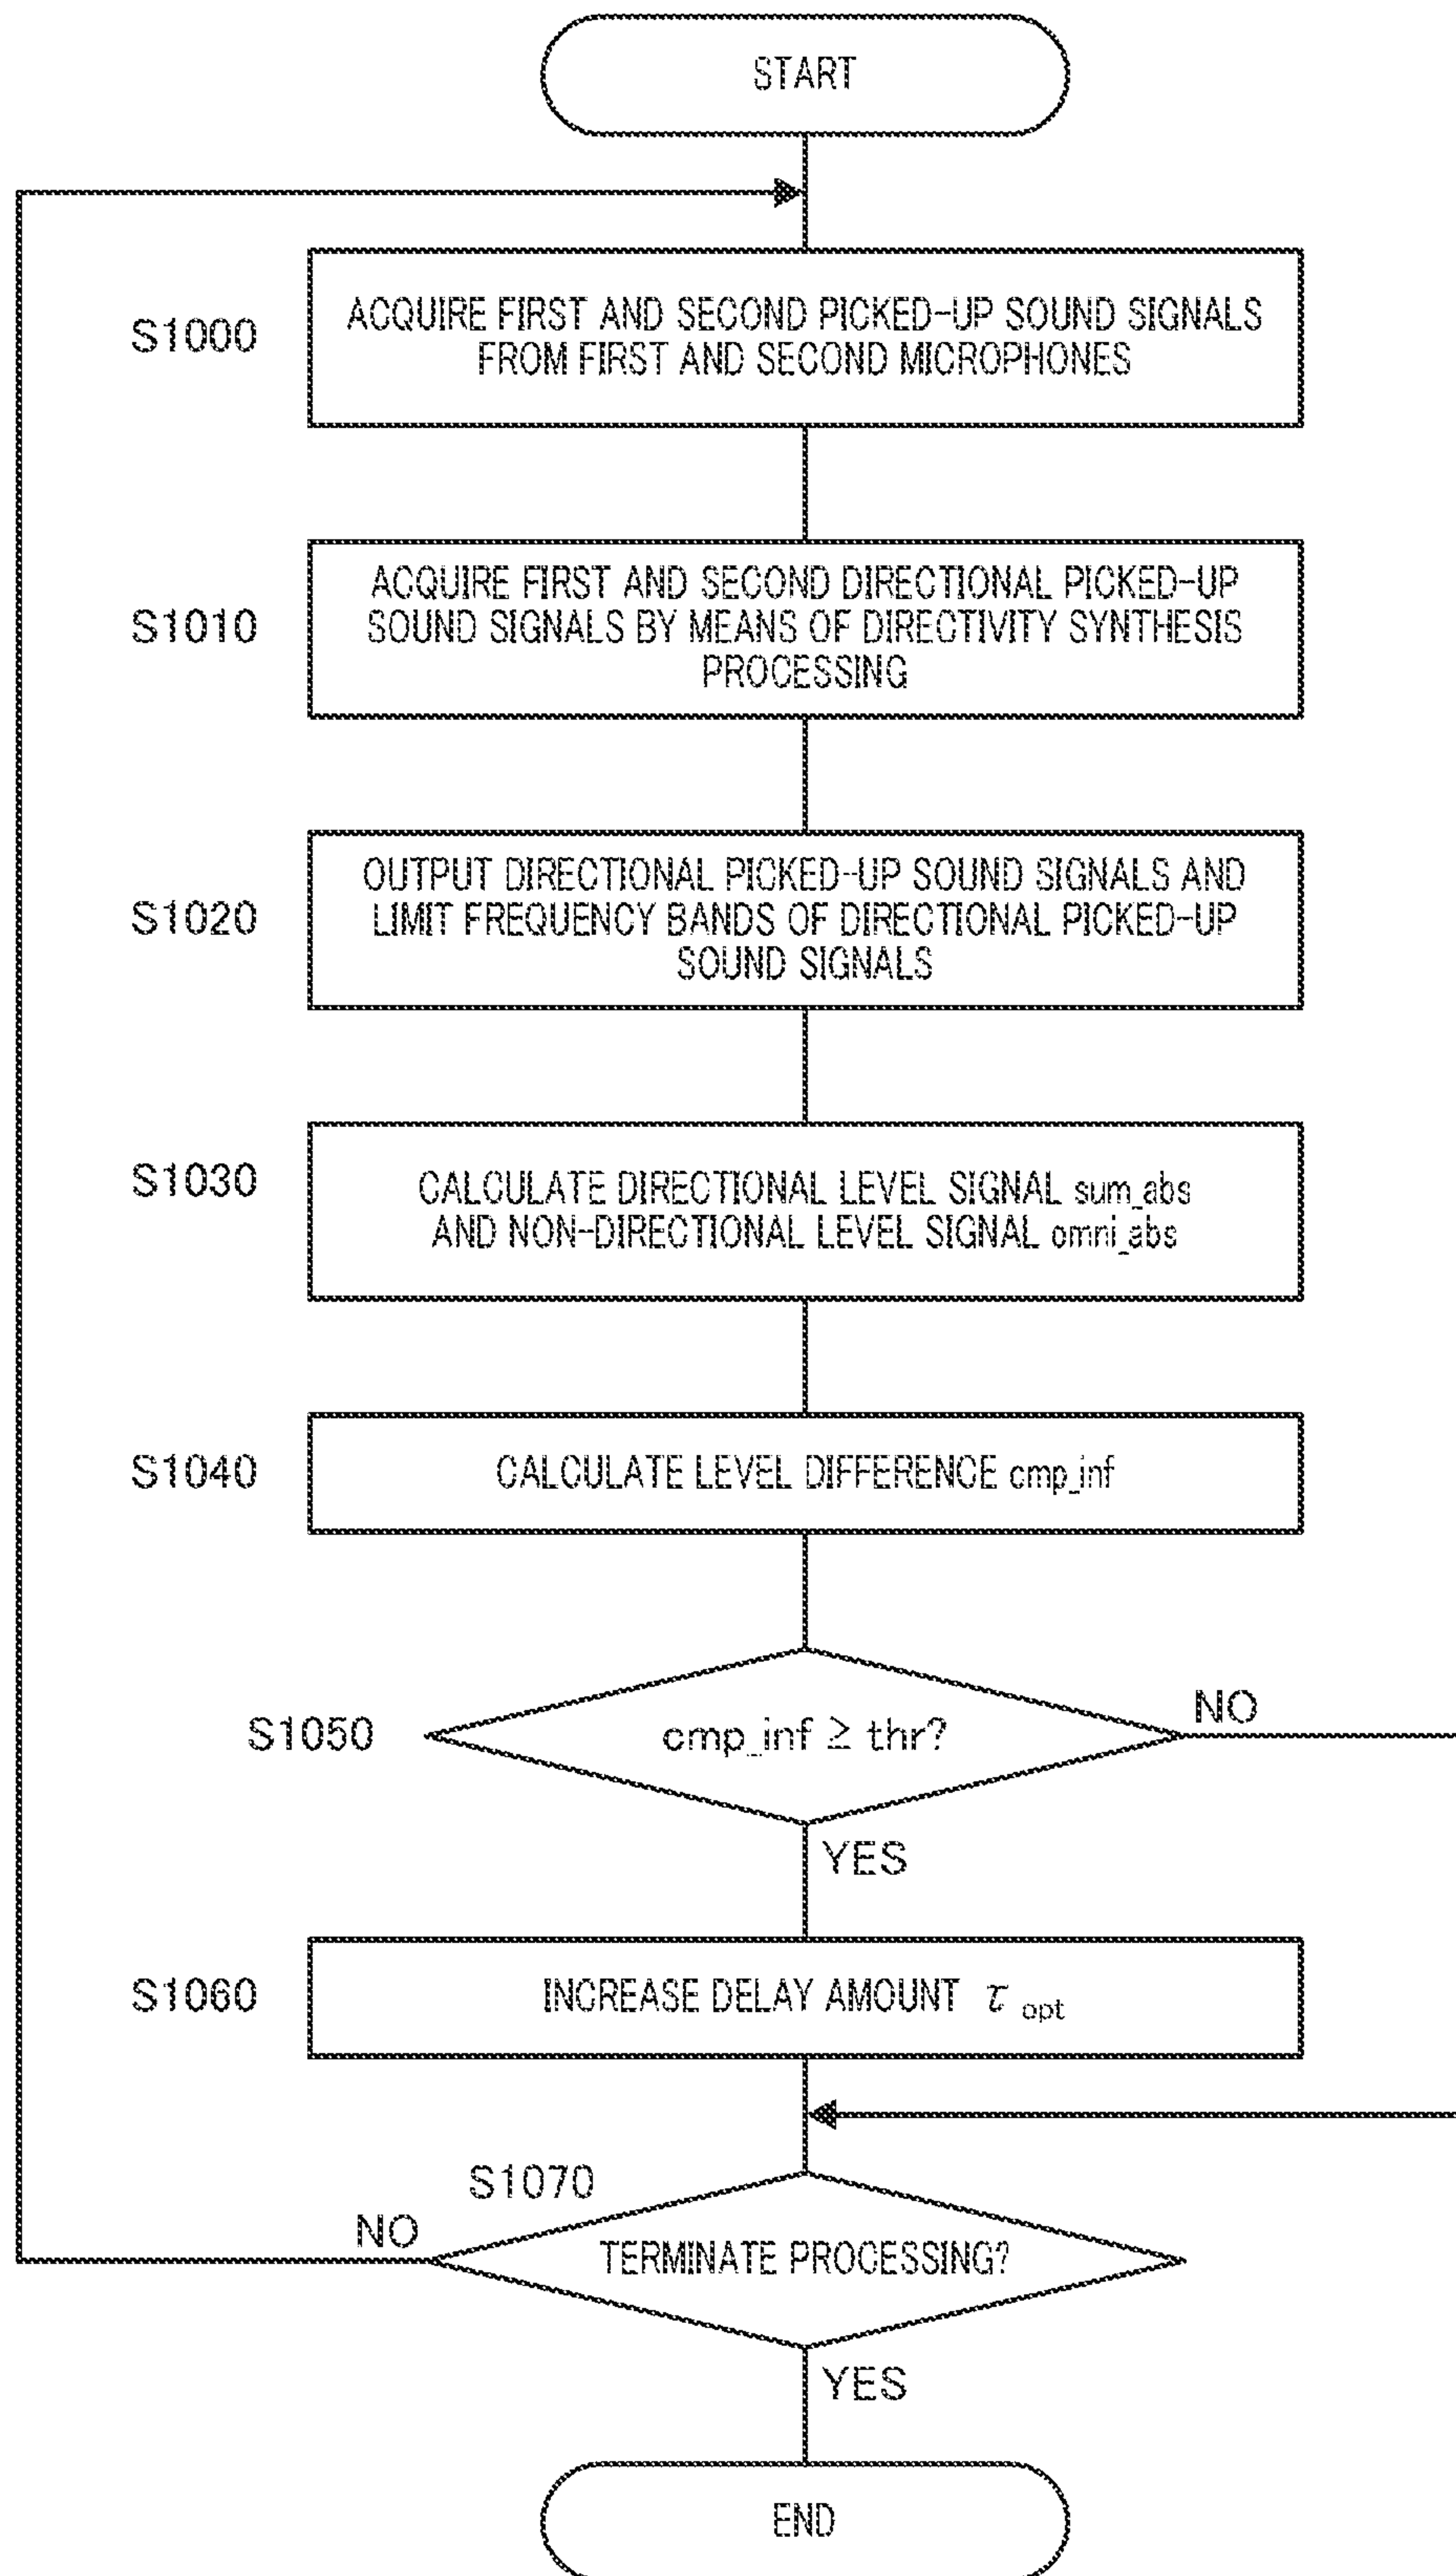 START
S1000
ACQUIRE FIRST AND SECOND PICKED-UP SOUND SIGNALS
FROM FIRST AND SECOND MICROPHONES
S1010
ACQUIRE FIRST AND SECOND DIRECTIONAL PICKED-UP
SOUND SIGNALS BY MEANS OF DIRECTIVITY SYNTHESIS
PROCESSING
S1020
OUTPUT DIRECTIONAL PICKED-UP SOUND SIGNALS AND
LIMIT FREQUENCY BANDS OF DIRECTIONAL PICKED-UP
SOUND SIGNALS
S1030
CALCULATE DIRECTIONAL LEVEL SIGNAL sum_abs
AND NON-DIRECTIONAL LEVEL SIGNAL omni_abs
S1040
CALCULATE LEVEL DIFFERENCE cmp_inf
S1050
cmp_inf ≥ thr?
NO
YES
S1060
INCREASE DELAY AMOUNT τ opt
S1070
NO
TERMINATE PROCESSING?
YES
END